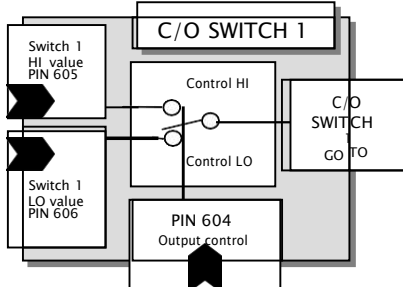 C/O SWITCH 1
Switch 1
HI value
PIN 605
Control HI
C/O
SWITCH
1
GO TO
Control LO
Switch 1
LO value
PIN 606
PIN 604
Output control